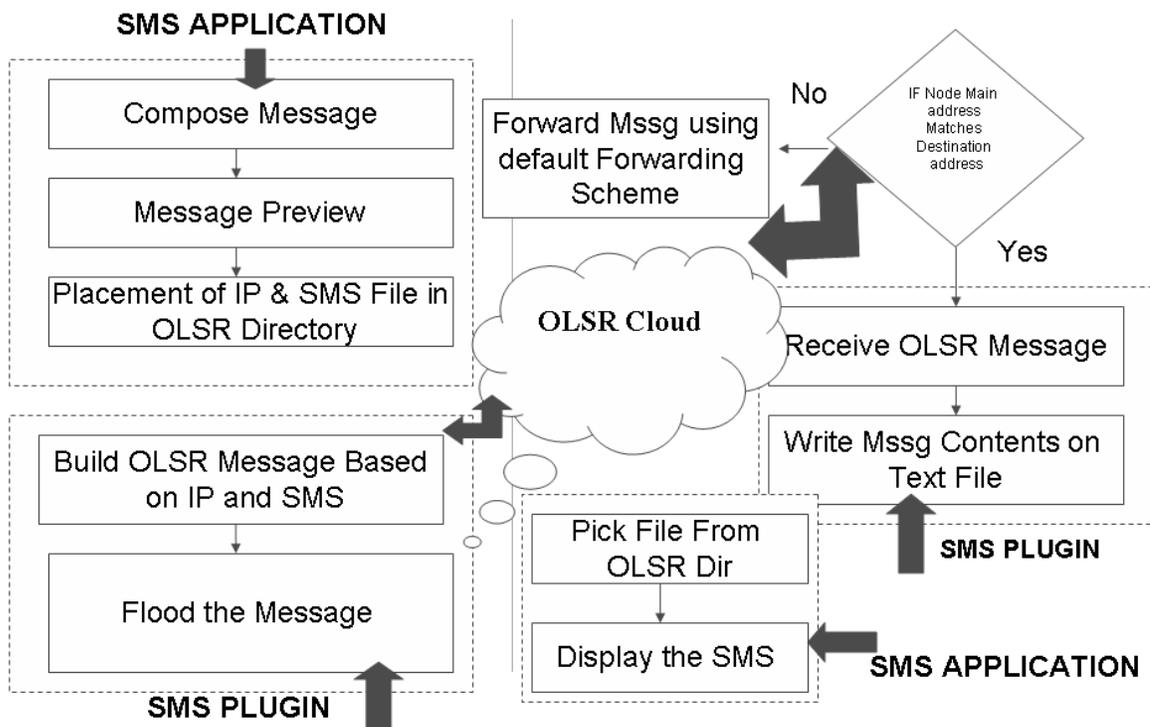 SMS APPLICATION
Compose Message
Message Preview
Placement of IP & SMS File in
OLSR Directory
Build OLSR Message Based
on IP and SMS
Flood the Message
SMS PLUGIN
OLSR Cloud
IF Node Main
address
Matches
Destination
address
No
Forward Mssg using
default Forwarding
Scheme
Yes
Receive OLSR Message
Write Mssg Contents on
Text File
SMS PLUGIN
Pick File From
OLSR Dir
Display the SMS
SMS APPLICATION